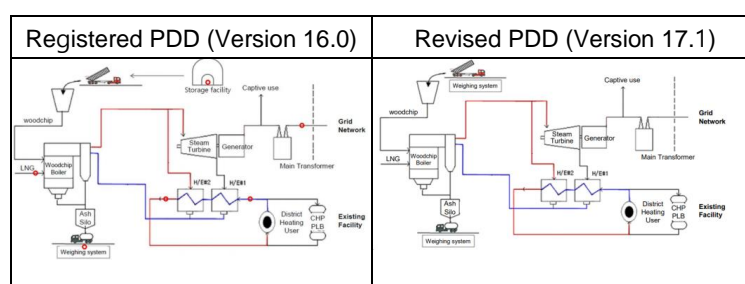 Registered PDD (Version 16.0)
Revised PDD (Version 17.1)
Storage facility
Captive use
woodchip
Grid
Network
LNG
Woodchip
Boiler
Steam
Turbine
Generator
Main Transformer
H/E#2
H/E#1
Ash
Silo
District
Heating
User
CHP
PLB
Existing
Facility
Weighing system
Weighing system
Captive use
woodchip
Grid
Network
LNG
Woodchip
Boiler
Steam
Turbine
Generator
Main Transformer
H/E#2
H/E#1
Ash
Silo
District
Heating
User
CHP
PLB
Existing
Facility
Weighing system